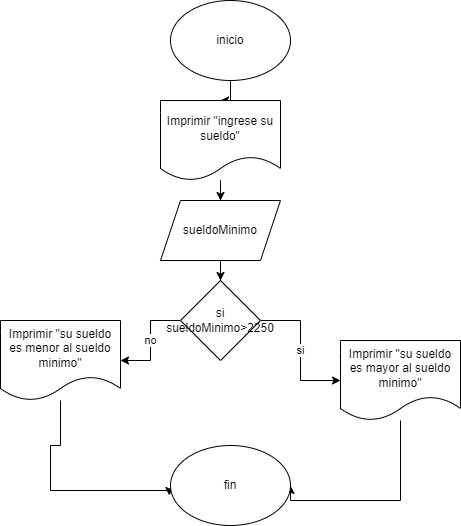 inicio
Imprimir "ingrese su
sueldo"
sueldoMinimo
si
sueldoMinimo>2250
no
si
Imprimir "su sueldo
es menor al sueldo
minimo"
Imprimir "su sueldo
es mayor al sueldo
minimo"
fin